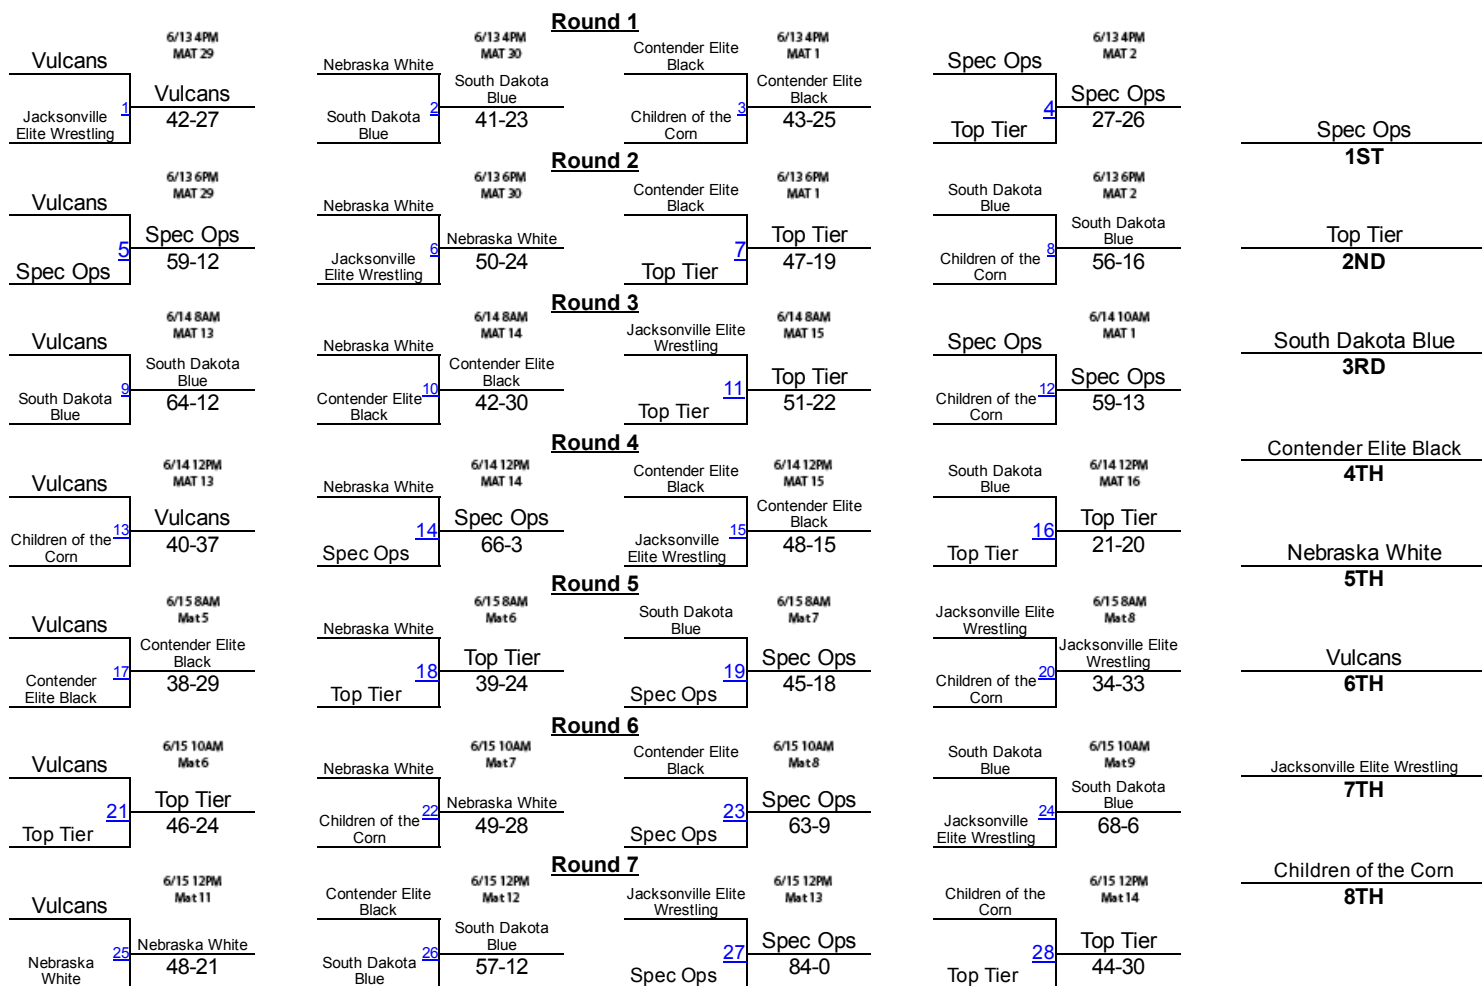 Round 1
6/13 4PM
MAT 29
Vulcans
1
Vulcans
Jacksonville
Elite Wrestling
42-27
6/13 4PM
MAT 30
Nebraska White
2
South Dakota
Blue
South Dakota
Blue
41-23
6/13 4PM
MAT 1
Contender Elite
Black
3
Contender Elite
Black
Children of the
Corn
43-25
6/13 4PM
MAT 2
Spec Ops
4
Spec Ops
Top Tier
27-26
Round 2
6/13 6PM
MAT 29
Vulcans
5
Spec Ops
Spec Ops
59-12
6/13 6PM
MAT 30
Nebraska White
6
Nebraska White
Jacksonville
Elite Wrestling
50-24
6/13 6PM
MAT 1
Contender Elite
Black
7
Top Tier
Top Tier
47-19
6/13 6PM
MAT 2
South Dakota
Blue
8
South Dakota
Blue
Children of the
Corn
56-16
Round 3
6/14 8AM
MAT 13
Vulcans
9
South Dakota
Blue
South Dakota
Blue
64-12
6/14 8AM
MAT 14
Nebraska White
10
Contender Elite
Black
Contender Elite
Black
42-30
6/14 8AM
MAT 15
Jacksonville Elite
Wrestling
11
Top Tier
Top Tier
51-22
6/14 10AM
MAT 1
Spec Ops
12
Spec Ops
Children of the
Corn
59-13
Round 4
6/14 12PM
MAT 13
Vulcans
13
Vulcans
Children of the
Corn
40-37
6/14 12PM
MAT 14
Nebraska White
14
Spec Ops
Spec Ops
66-3
6/14 12PM
MAT 15
Contender Elite
Black
15
Contender Elite
Black
Jacksonville
Elite Wrestling
48-15
6/14 12PM
MAT 16
South Dakota
Blue
16
Top Tier
Top Tier
21-20
Round 5
6/15 8AM
Mat 5
Vulcans
17
Contender Elite
Black
Contender
Elite Black
38-29
6/15 8AM
Mat 6
Nebraska White
18
Top Tier
Top Tier
39-24
6/15 8AM
Mat 7
South Dakota
Blue
19
Spec Ops
Spec Ops
45-18
6/15 8AM
Mat 8
Jacksonville Elite
Wrestling
20
Jacksonville Elite
Wrestling
Children of the
Corn
34-33
Round 6
6/15 10AM
Mat 6
Vulcans
21
Top Tier
Top Tier
46-24
6/15 10AM
Mat 7
Nebraska White
22
Nebraska White
Children of the
Corn
49-28
6/15 10AM
Mat 8
Contender Elite
Black
23
Spec Ops
Spec Ops
63-9
6/15 10AM
Mat 9
South Dakota
Blue
24
South Dakota
Blue
Jacksonville
Elite Wrestling
68-6
Round 7
6/15 12PM
Mat 11
Vulcans
25
Nebraska White
Nebraska
White
48-21
6/15 12PM
Mat 12
Contender Elite
Black
26
South Dakota
Blue
South Dakota
Blue
57-12
6/15 12PM
Mat 13
Jacksonville Elite
Wrestling
27
Spec Ops
Spec Ops
84-0
6/15 12PM
Mat 14
Children of the
Corn
28
Top Tier
Top Tier
44-30
Spec Ops
1ST
Top Tier
2ND
South Dakota Blue
3RD
Contender Elite Black
4TH
Nebraska White
5TH
Vulcans
6TH
Jacksonville Elite Wrestling
7TH
Children of the Corn
8TH